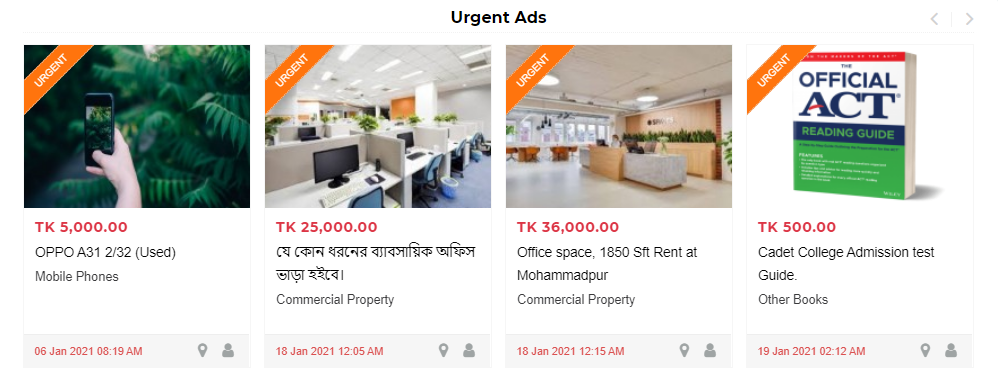 Urgent Ads
URGENT
TK 5,000.00
OPPO A31 2/32 (Used)
Mobile Phones
06 Jan 2021 08:19 AM
URGENT
TK 25,000.00
যে কোন ধরনের ব্যাবসায়িক অফিস
ভাড়া হইবে।
Commercial Property
18 Jan 2021 12:05 AM
URGENT
TK 36,000.00
Office space, 1850 Sft Rent at
Mohammadpur
Commercial Property
18 Jan 2021 12:15 AM
URGENT
THE
OFFICIAL
ACT®
READING GUIDE
FEATURES
TK 500.00
Cadet College Admission test
Guide.
Other Books
19 Jan 2021 02:12 AM